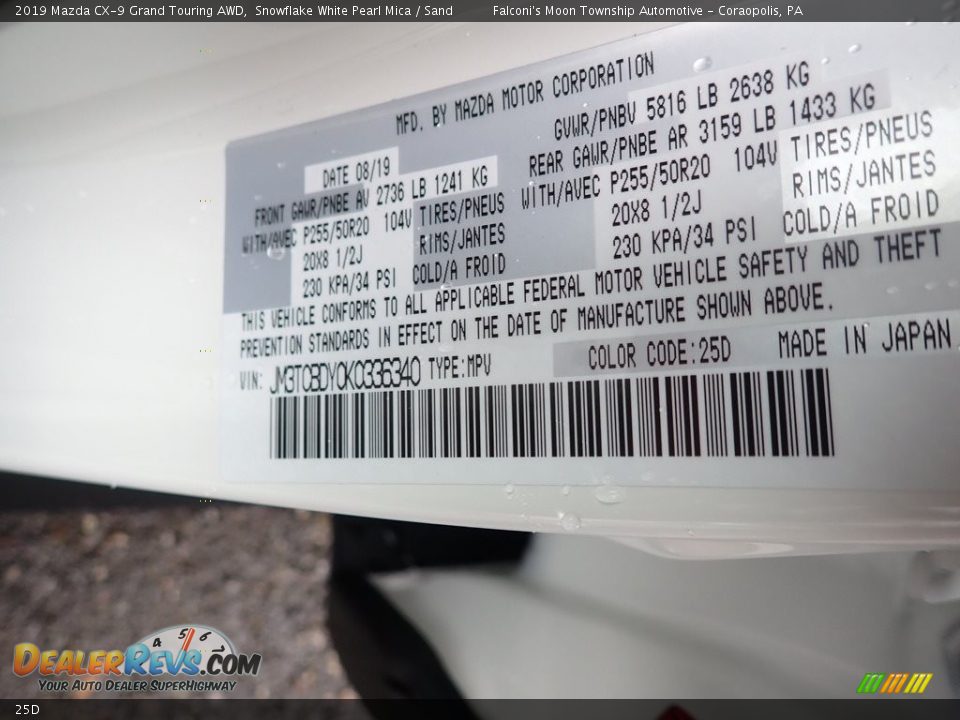 2019 Mazda CX-9 Grand Touring AWD, Snowflake White Pearl Mica / Sand Falconi's Moon Township Automotive - Coraopolis, PA
MFD. BY MAZDA MOTOR CORPORATION
DATE 08/19 GVWR/PNBV 5816 LB 2638 KG
FRONT GAWR/PNBE AV 2736 LB 1241 KG REAR GAWR/PNBE AR 3159 LB 1433 KG
WITH/AVEC P255/50R20 104V TIRES/PNEUS WITH/AVEC P255/50R20 104V TIRES/PNEUS
20X8 1/2J RIMS/JANTES 20X8 1/2J RIMS/JANTES
230 KPA/34 PSI COLD/A FROID 230 KPA/34 PSI COLD/A FROID
THIS VEHICLE CONFORMS TO ALL APPLICABLE FEDERAL MOTOR VEHICLE SAFETY AND THEFT
PREVENTION STANDARDS IN EFFECT ON THE DATE OF MANUFACTURE SHOWN ABOVE.
VIN: JM3TCBDY0K0336340 TYPE:MPV COLOR CODE:25D MADE IN JAPAN
4 5 6
DEALERREVS.COM
YOUR AUTO DEALER SUPERHIGHWAY
25D